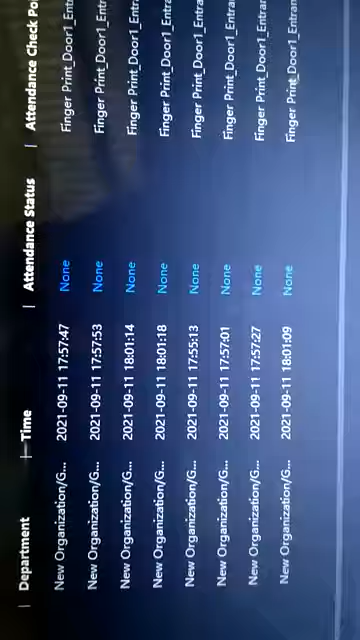 | Department | Time | Attendance Status | Attendance Check Po
New Organization/G... 2021-09-11 17:57:47 None Finger Print_Door1_Entr
New Organization/G... 2021-09-11 17:57:53 None Finger Print_Door1_Entr
New Organization/G... 2021-09-11 18:01:14 None Finger Print_Door1_Entra
New Organization/G... 2021-09-11 18:01:18 None Finger Print_Door1_Entra
New Organization/G... 2021-09-11 17:55:13 None Finger Print_Door1_Entra
New Organization/G... 2021-09-11 17:57:01 None Finger Print_Door1_Entra
New Organization/G... 2021-09-11 17:57:27 None Finger Print_Door1_Entran
New Organization/G... 2021-09-11 18:01:09 None Finger Print_Door1_Entran